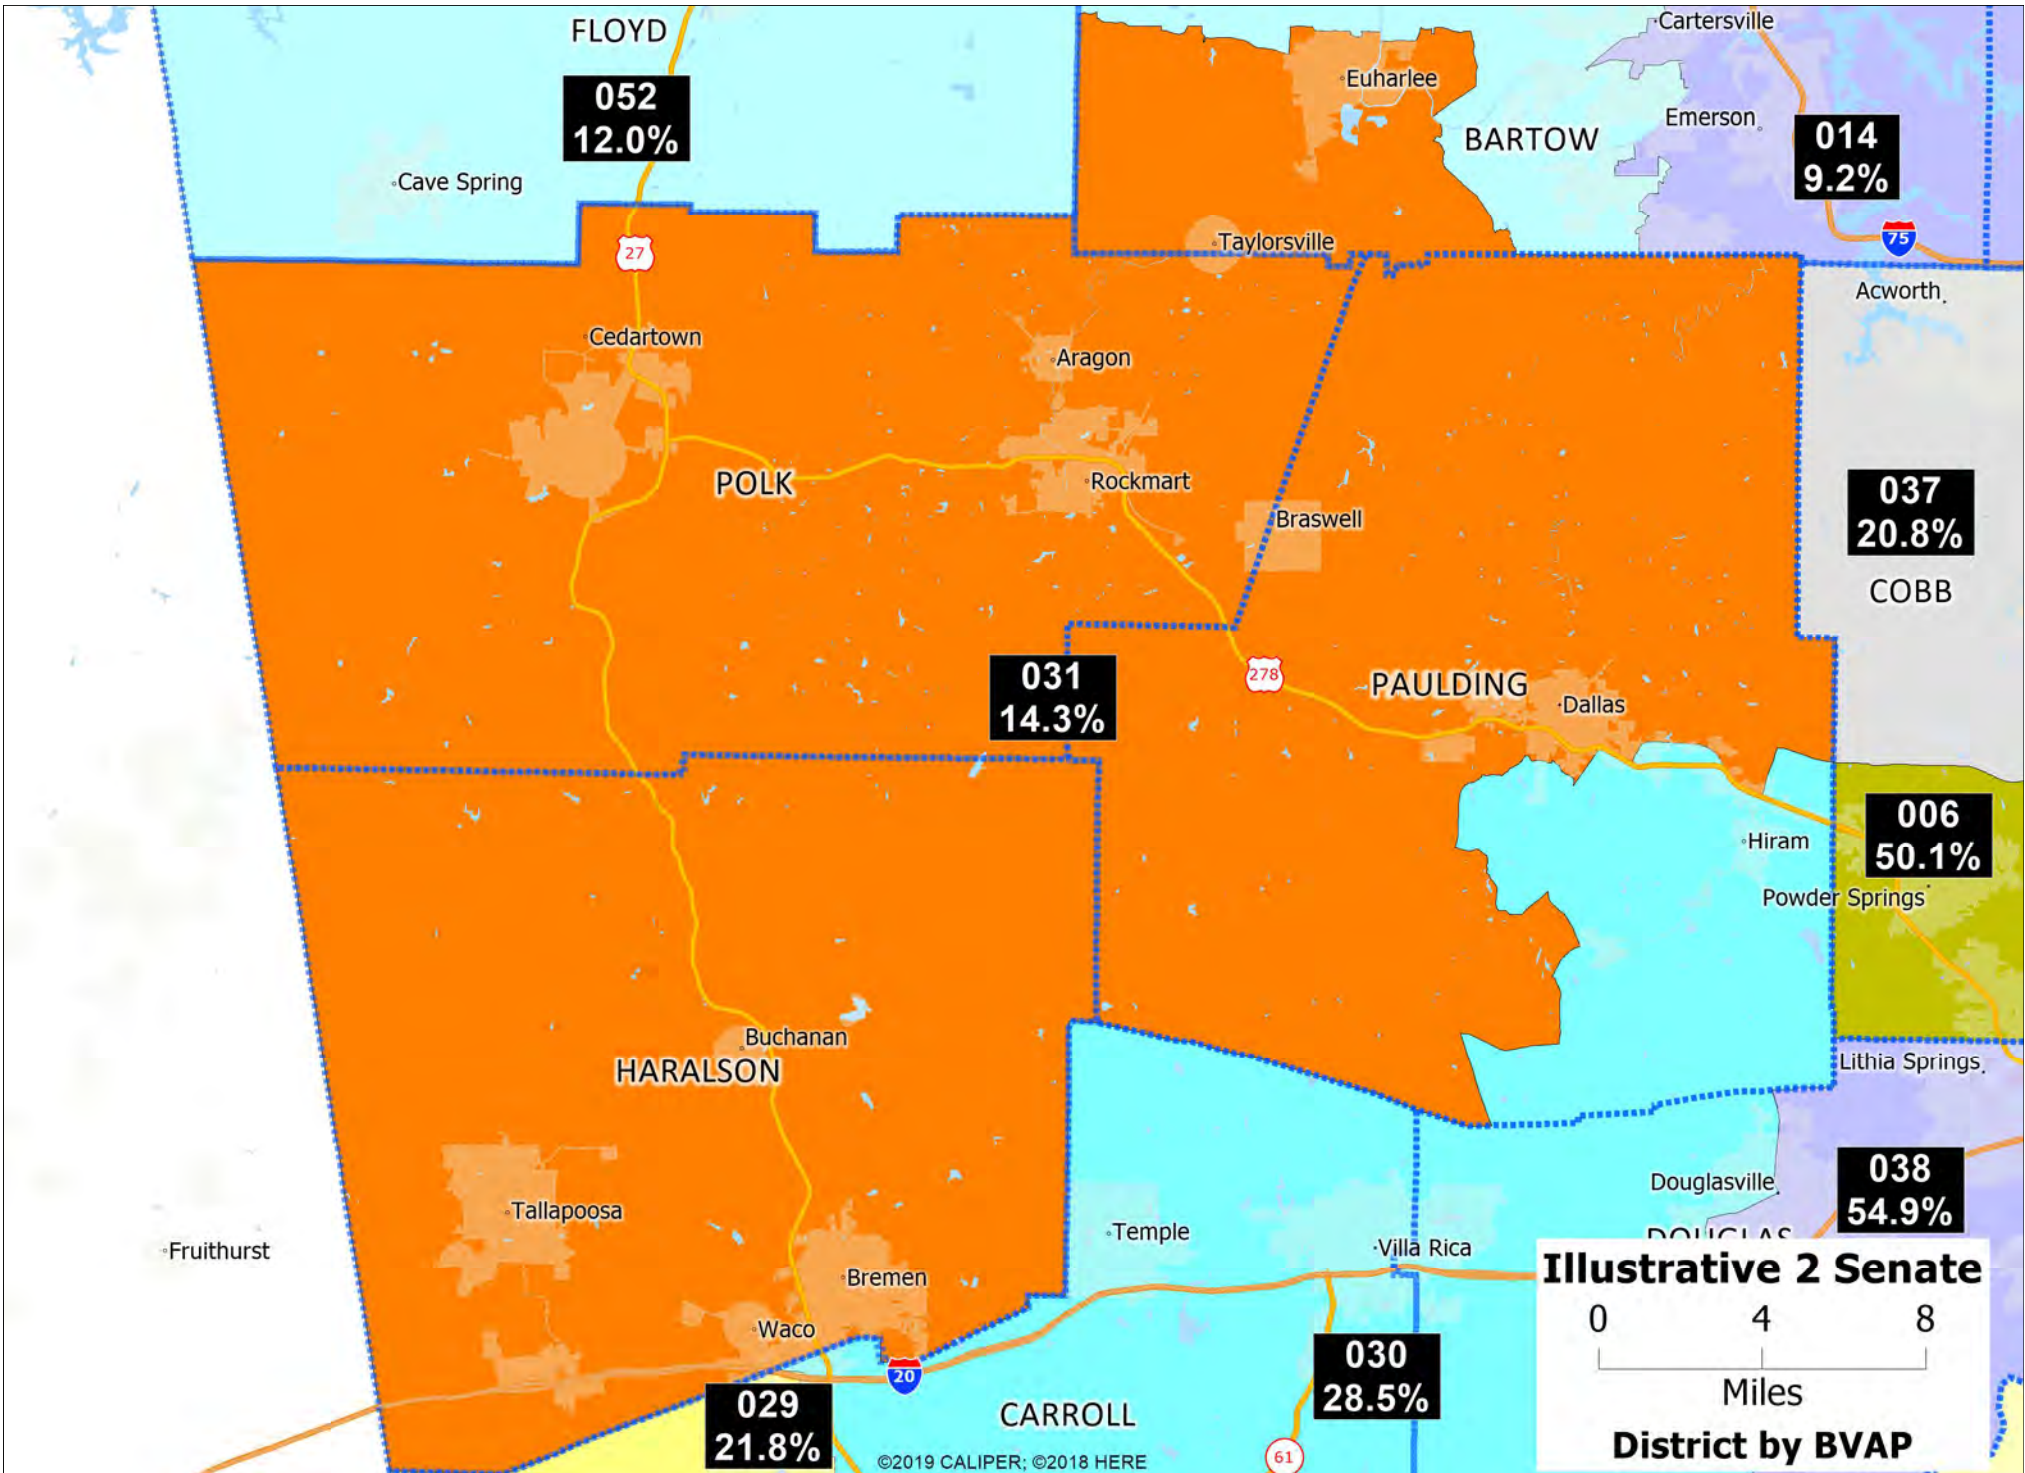 FLOYD
Cartersville
Euharlee
052
12.0%
Emerson
BARTOW
014
9.2%
Cave Spring
27
Taylorsville
75
Acworth
Cedartown
Aragon
POLK
Rockmart
Braswell
037
20.8%
COBB
031
14.3%
278
PAULDING
Dallas
006
50.1%
Hiram
Powder Springs
Buchanan
HARALSON
Lithia Springs
Douglasville
038
54.9%
Tallapoosa
Temple
Villa Rica
DOUGLAS
Fruithurst
Bremen
Waco
20
029
21.8%
CARROLL
030
28.5%
61
©2019 CALIPER; ©2018 HERE
Illustrative 2 Senate
0 4 8
Miles
District by BVAP